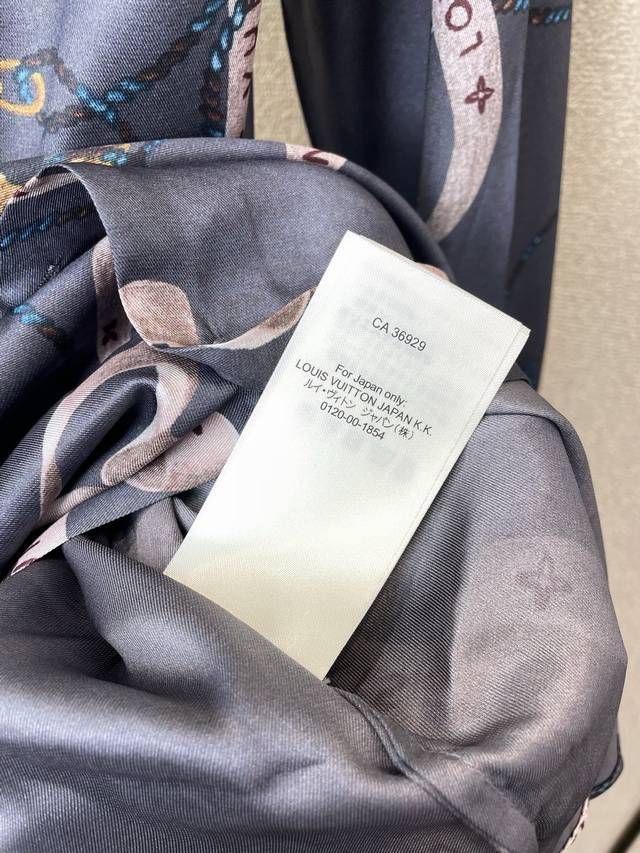 LO
CA 36929
For Japan only:
LOUIS VUITTON JAPAN K.K.
ルイ・ヴィトン ジャパン(株)
0120-00-1854